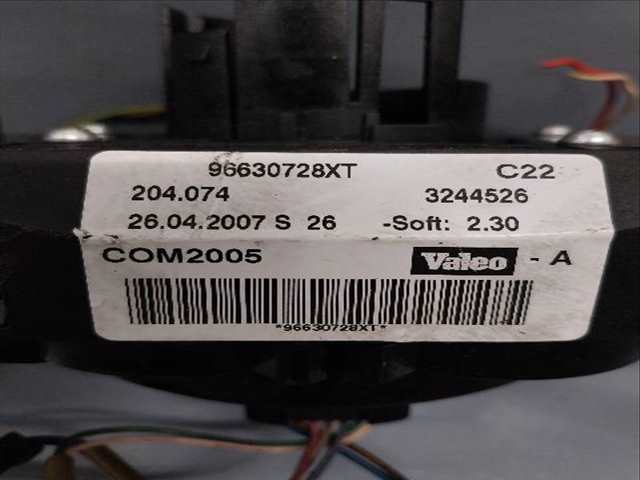 96630728XT C22
204.074 3244526
26.04.2007 S 26 -Soft: 2.30
COM2005 Valeo - A
*96630728XT*